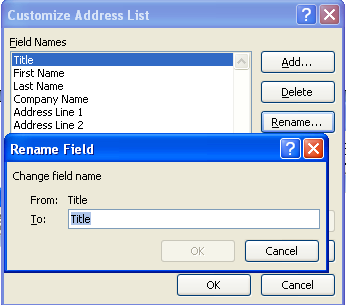 Customize Address List
Field Names
Title
First Name
Last Name
Company Name
Address Line 1
Address Line 2
Add...
Delete
Rename...
Rename Field
Change field name
From: Title
To: Title
OK Cancel
OK Cancel